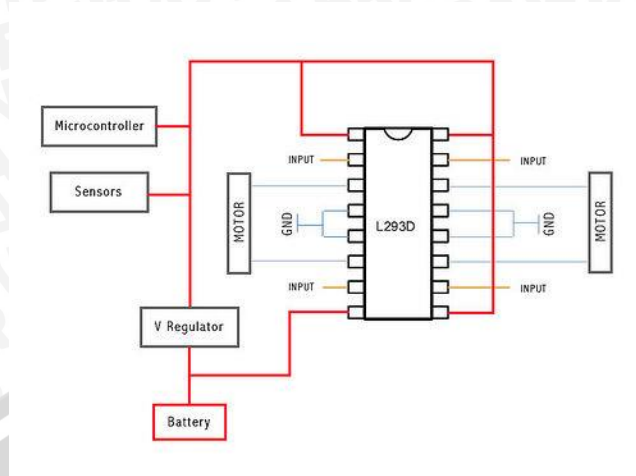 Microcontroller
INPUT
INPUT
Sensors
MOTOR
GND
L293D
GND
MOTOR
INPUT
INPUT
V Regulator
Battery